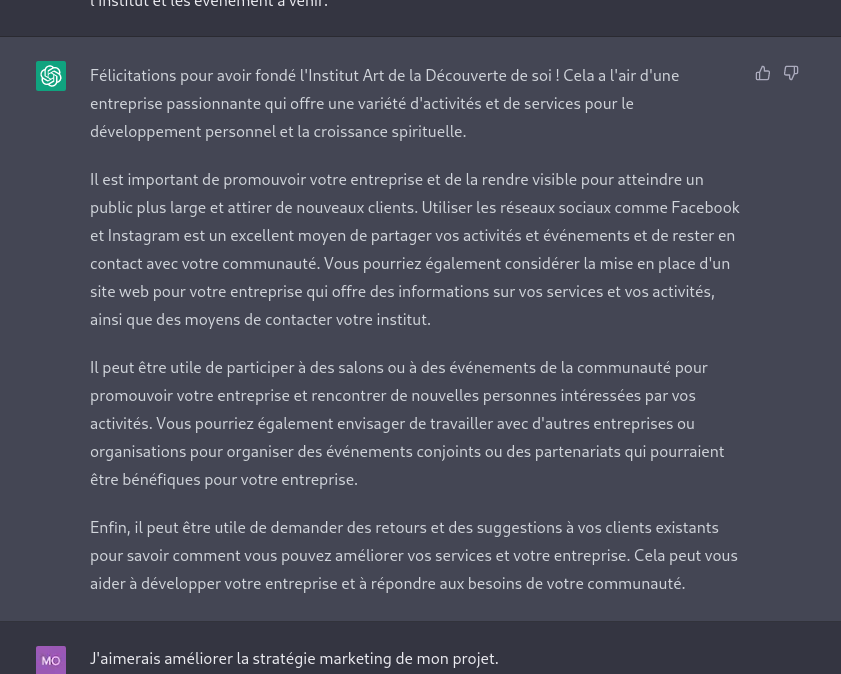 l'institut et les évènement à venir.
Félicitations pour avoir fondé l'Institut Art de la Découverte de soi ! Cela a l'air d'une
entreprise passionnante qui offre une variété d'activités et de services pour le
développement personnel et la croissance spirituelle.
Il est important de promouvoir votre entreprise et de la rendre visible pour atteindre un
public plus large et attirer de nouveaux clients. Utiliser les réseaux sociaux comme Facebook
et Instagram est un excellent moyen de partager vos activités et événements et de rester en
contact avec votre communauté. Vous pourriez également considérer la mise en place d'un
site web pour votre entreprise qui offre des informations sur vos services et vos activités,
ainsi que des moyens de contacter votre institut.
Il peut être utile de participer à des salons ou à des événements de la communauté pour
promouvoir votre entreprise et rencontrer de nouvelles personnes intéressées par vos
activités. Vous pourriez également envisager de travailler avec d'autres entreprises ou
organisations pour organiser des événements conjoints ou des partenariats qui pourraient
être bénéfiques pour votre entreprise.
Enfin, il peut être utile de demander des retours et des suggestions à vos clients existants
pour savoir comment vous pouvez améliorer vos services et votre entreprise. Cela peut vous
aider à développer votre entreprise et à répondre aux besoins de votre communauté.
MO
J'aimerais améliorer la stratégie marketing de mon projet.